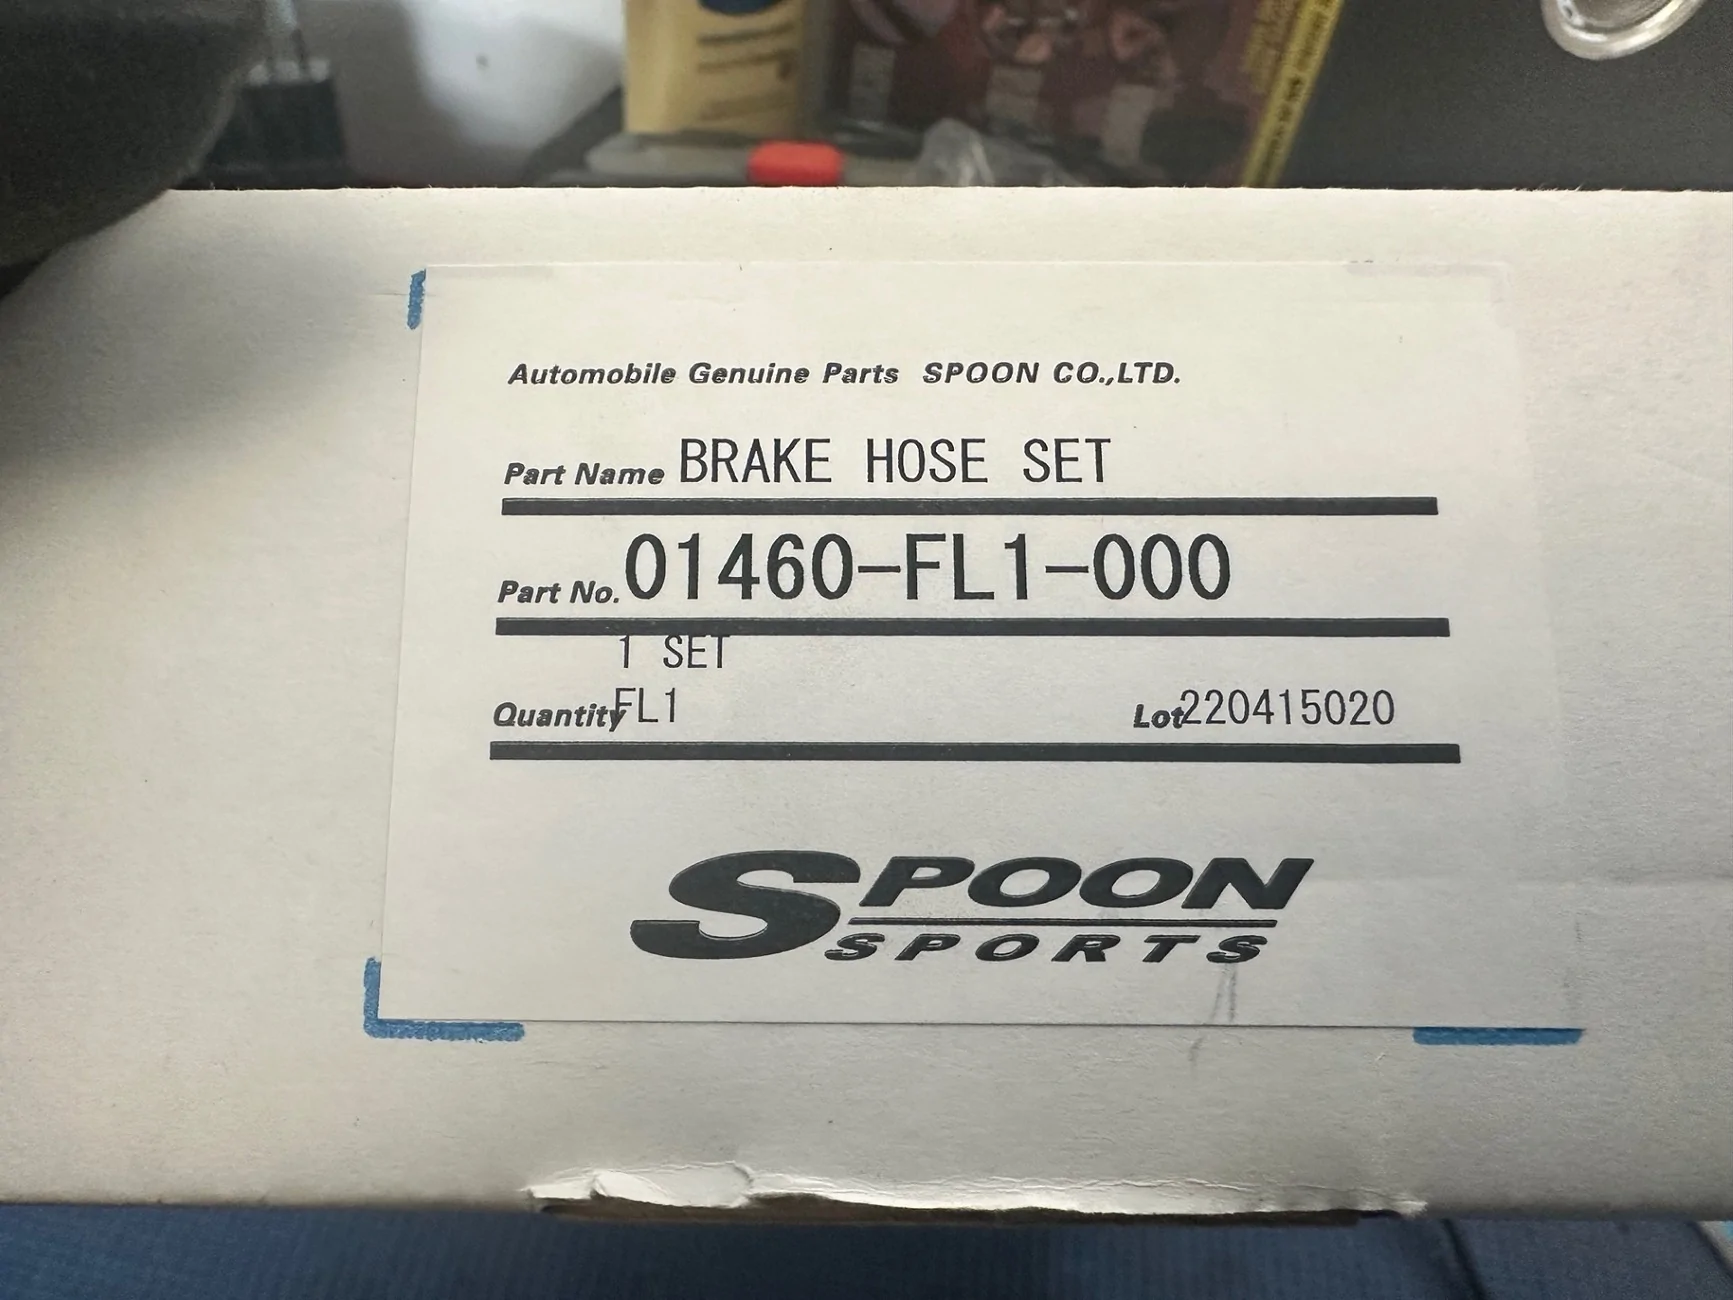 Automobile Genuine Parts SPOON CO.,LTD.
Part Name BRAKE HOSE SET
Part No. 01460-FL1-000
1 SET
Quantity FL1 Lot 220415020
SPOON
SPORTS